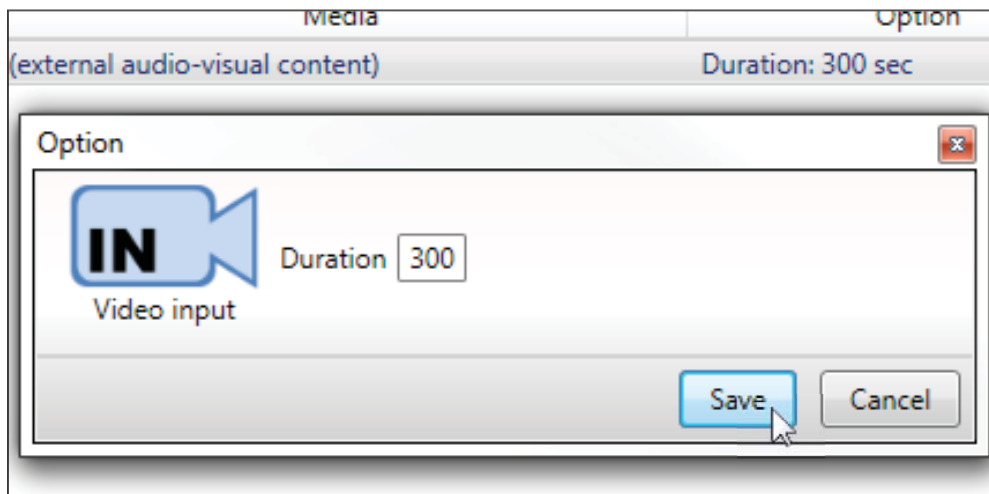 Media Option
(external audio-visual content) Duration: 300 sec
Option
IN
Duration 300
Video input
Save Cancel